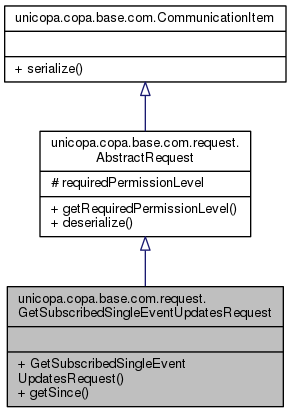 unicopa.copa.base.com.CommunicationItem
+ serialize()
unicopa.copa.base.com.request.
AbstractRequest
# requiredPermissionLevel
+ getRequiredPermissionLevel()
+ deserialize()
unicopa.copa.base.com.request.
GetSubscribedSingleEventUpdatesRequest
+ GetSubscribedSingleEvent
UpdatesRequest()
+ getSince()